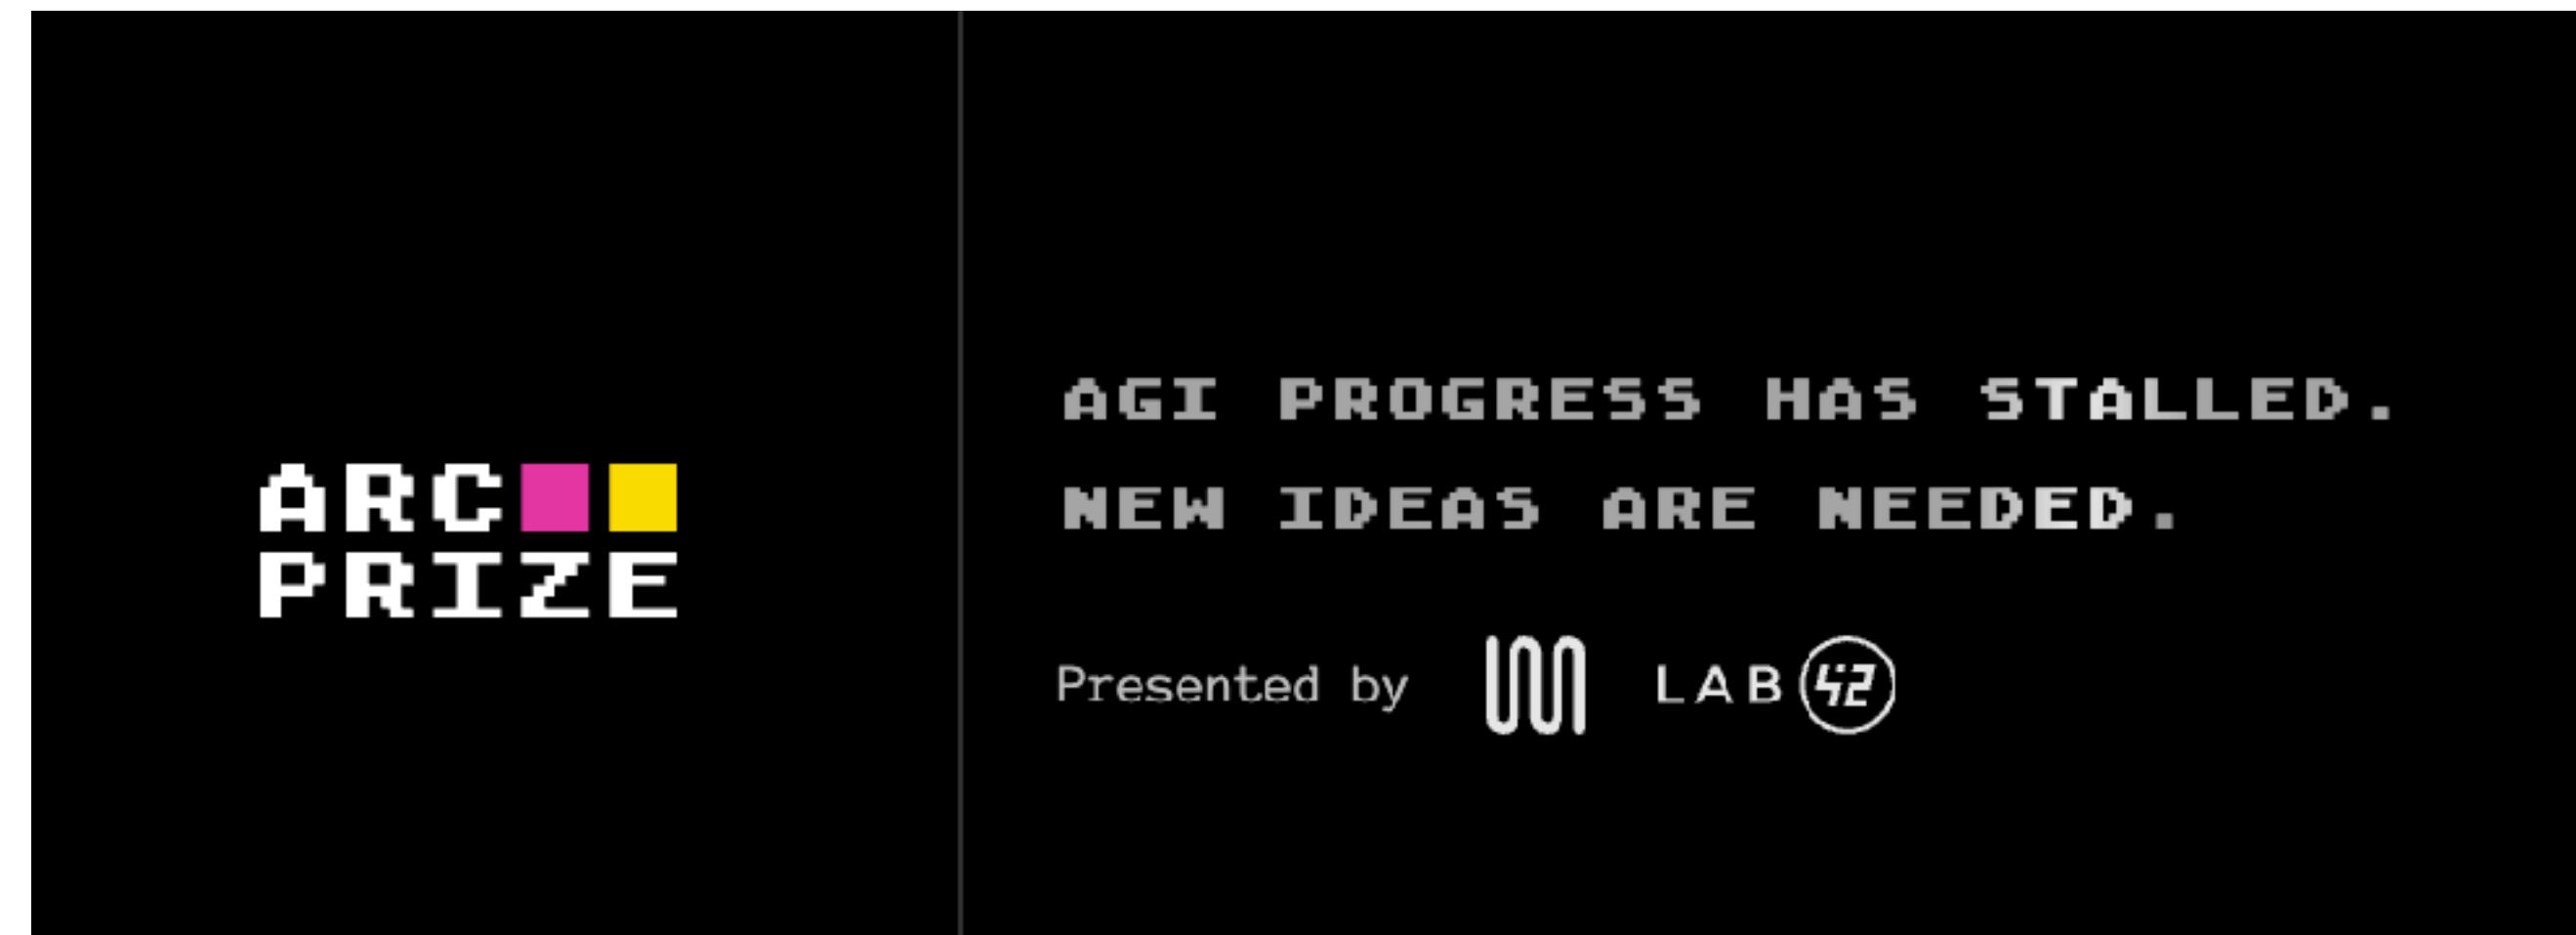 ARC
PRIZE
AGI PROGRESS HAS STALLED.
NEW IDEAS ARE NEEDED.
Presented by LAB 42